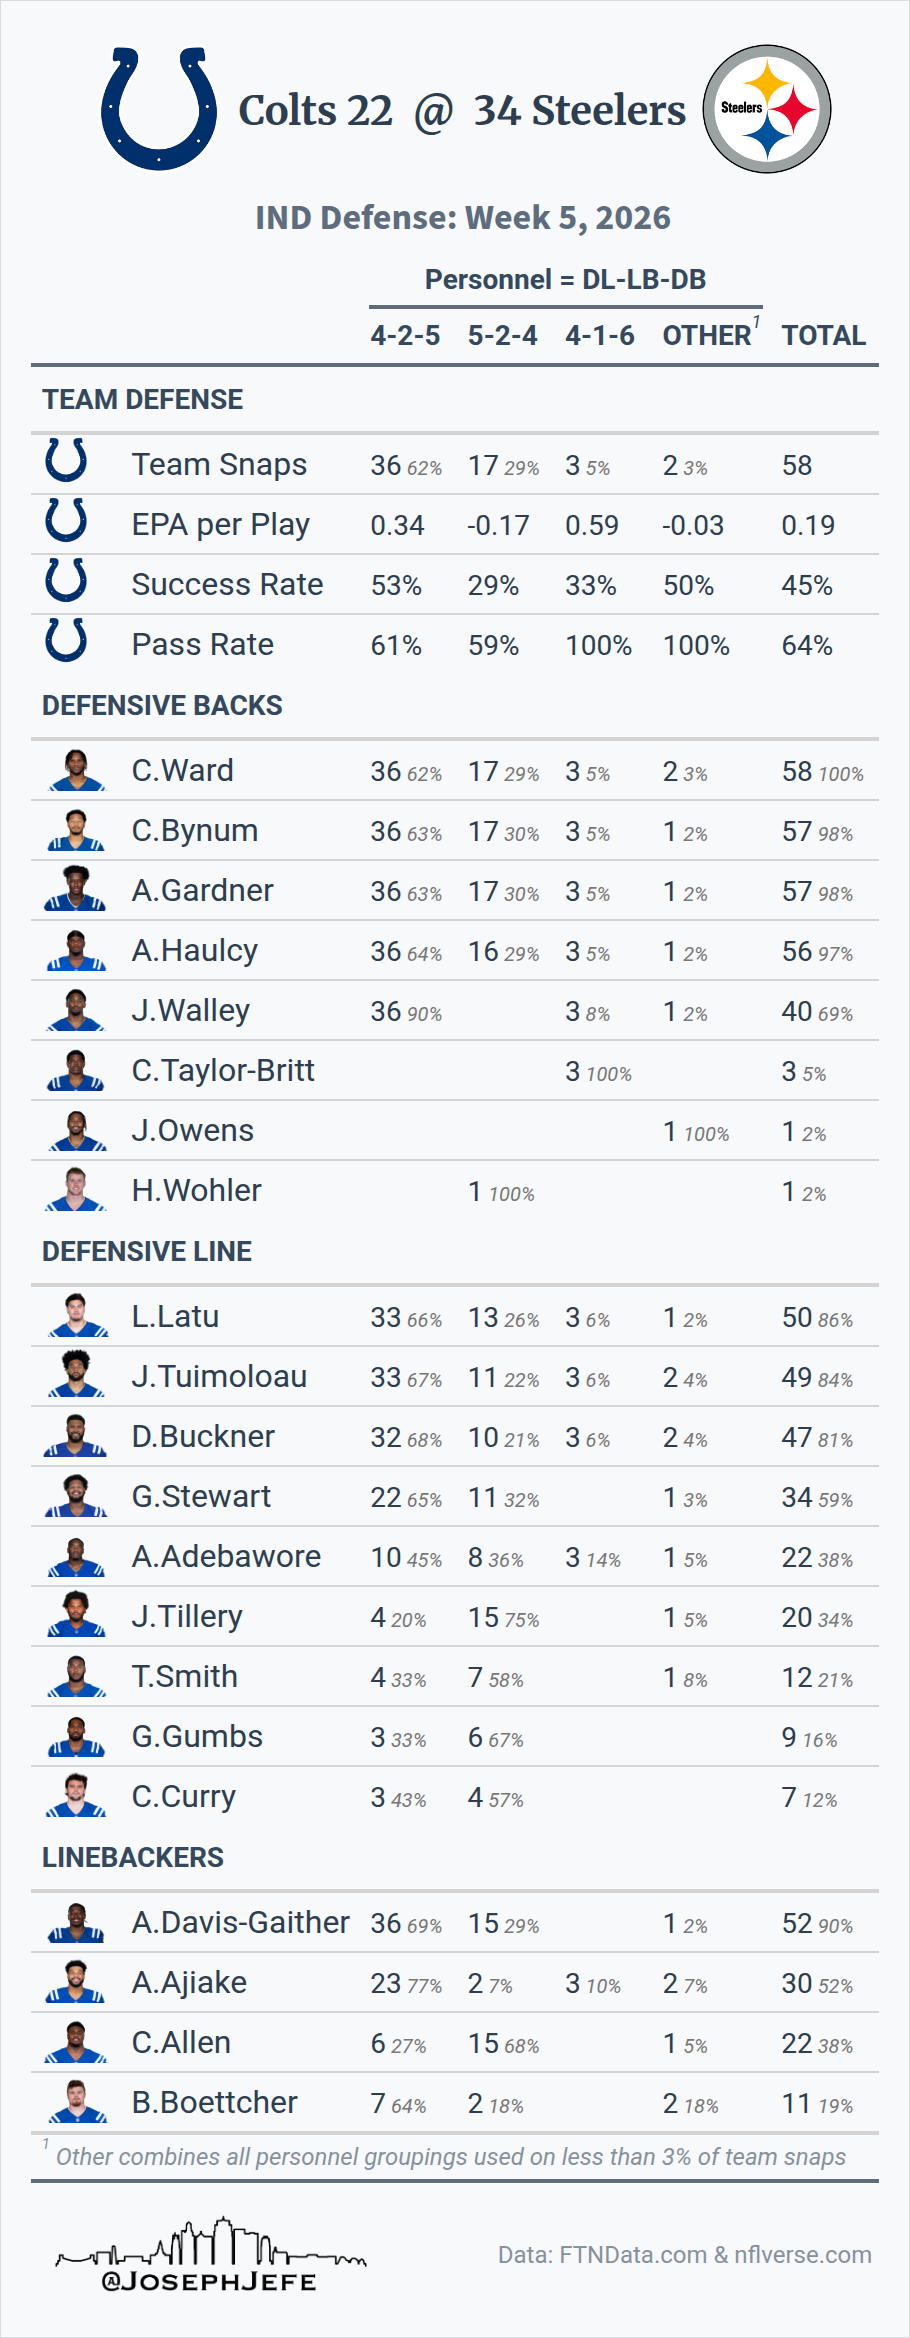 Colts 22 @ 34 Steelers
Steelers
IND Defense: Week 5, 2026
Personnel = DL-LB-DB
4-2-5 5-2-4 4-1-6 OTHER1 TOTAL
TEAM DEFENSE
Team Snaps 36 62% 17 29% 3 5% 2 3% 58
EPA per Play 0.34 -0.17 0.59 -0.03 0.19
Success Rate 53% 29% 33% 50% 45%
Pass Rate 61% 59% 100% 100% 64%
DEFENSIVE BACKS
C.Ward 36 62% 17 29% 3 5% 2 3% 58 100%
C.Bynum 36 63% 17 30% 3 5% 1 2% 57 98%
A.Gardner 36 63% 17 30% 3 5% 1 2% 57 98%
A.Haulcy 36 64% 16 29% 3 5% 1 2% 56 97%
J.Walley 36 90% 3 8% 1 2% 40 69%
C.Taylor-Britt 3 100% 3 5%
J.Owens 1 100% 1 2%
H.Wohler 1 100% 1 2%
DEFENSIVE LINE
L.Latu 33 66% 13 26% 3 6% 1 2% 50 86%
J.Tuimoloau 33 67% 11 22% 3 6% 2 4% 49 84%
D.Buckner 32 68% 10 21% 3 6% 2 4% 47 81%
G.Stewart 22 65% 11 32% 1 3% 34 59%
A.Adebawore 10 45% 8 36% 3 14% 1 5% 22 38%
J.Tillery 4 20% 15 75% 1 5% 20 34%
T.Smith 4 33% 7 58% 1 8% 12 21%
G.Gumbs 3 33% 6 67% 9 16%
C.Curry 3 43% 4 57% 7 12%
LINEBACKERS
A.Davis-Gaither 36 69% 15 29% 1 2% 52 90%
A.Ajiake 23 77% 2 7% 3 10% 2 7% 30 52%
C.Allen 6 27% 15 68% 1 5% 22 38%
B.Boettcher 7 64% 2 18% 2 18% 11 19%
1 Other combines all personnel groupings used on less than 3% of team snaps
@JosephJefe
Data: FTNData.com & nflverse.com